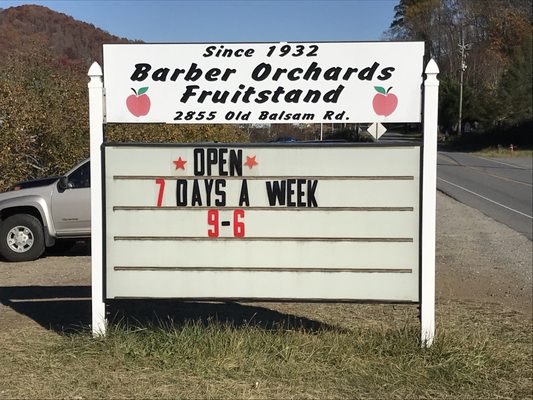 Since 1932
Barber Orchards
Fruitstand
2855 Old Balsam Rd.
OPEN
7 DAYS A WEEK
9-6